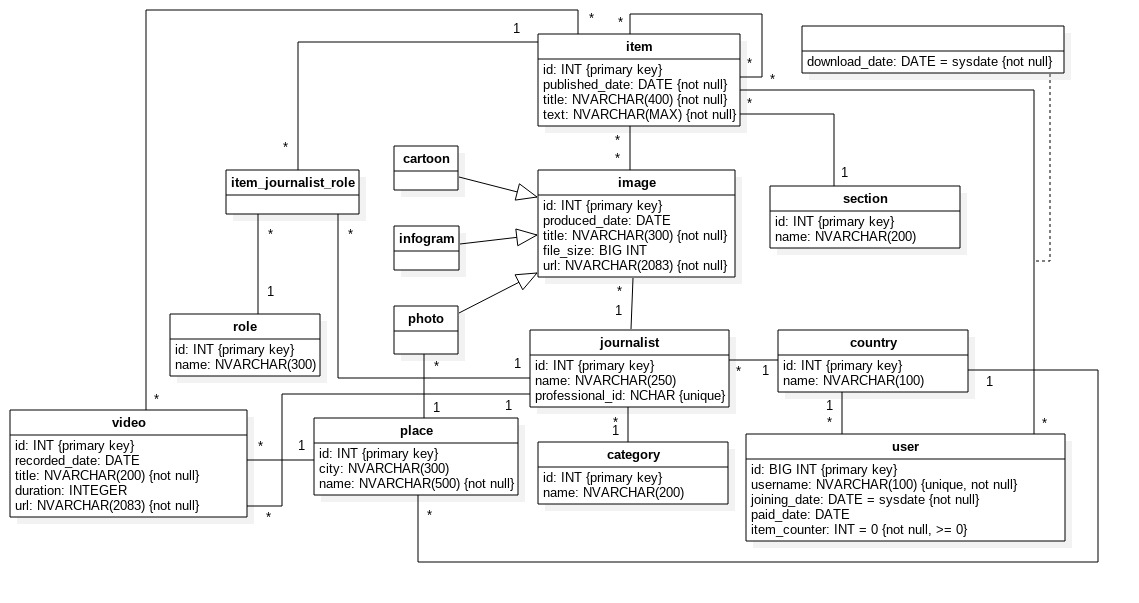 *
*
1
item
id: INT {primary key}
published_date: DATE {not null}
title: NVARCHAR(400) {not null}
text: NVARCHAR(MAX) {not null}
*
*
*
download_date: DATE = sysdate {not null}
*
*
1
*
cartoon
infogram
photo
image
id: INT {primary key}
produced_date: DATE
title: NVARCHAR(300) {not null}
file_size: BIG INT
url: NVARCHAR(2083) {not null}
section
id: INT {primary key}
name: NVARCHAR(200)
item_journalist_role
*
*
1
role
id: INT {primary key}
name: NVARCHAR(300)
*
1
*
1
1
1
journalist
id: INT {primary key}
name: NVARCHAR(250)
professional_id: NCHAR {unique}
*
1
country
id: INT {primary key}
name: NVARCHAR(100)
1
1
*
*
*
video
id: INT {primary key}
recorded_date: DATE
title: NVARCHAR(200) {not null}
duration: INTEGER
url: NVARCHAR(2083) {not null}
*
1
*
place
id: INT {primary key}
city: NVARCHAR(300)
name: NVARCHAR(500) {not null}
*
*
1
category
id: INT {primary key}
name: NVARCHAR(200)
user
id: BIG INT {primary key}
username: NVARCHAR(100) {unique, not null}
joining_date: DATE = sysdate {not null}
paid_date: DATE
item_counter: INT = 0 {not null, >= 0}